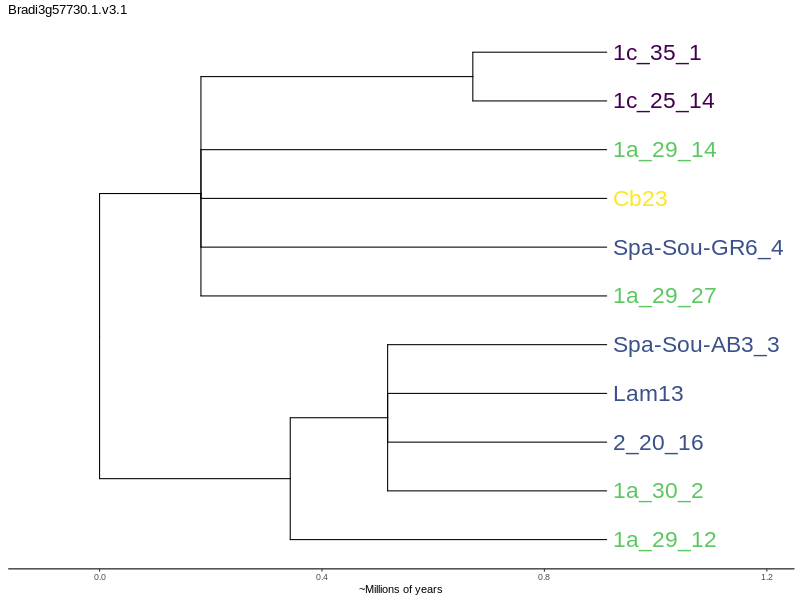 Bradi3g57730.1.v3.1
1c_35_1
1c_25_14
1a_29_14
Cb23
Spa-Sou-GR6_4
1a_29_27
Spa-Sou-AB3_3
Lam13
2_20_16
1a_30_2
1a_29_12
0.0 0.4 0.8 1.2
~Millions of years